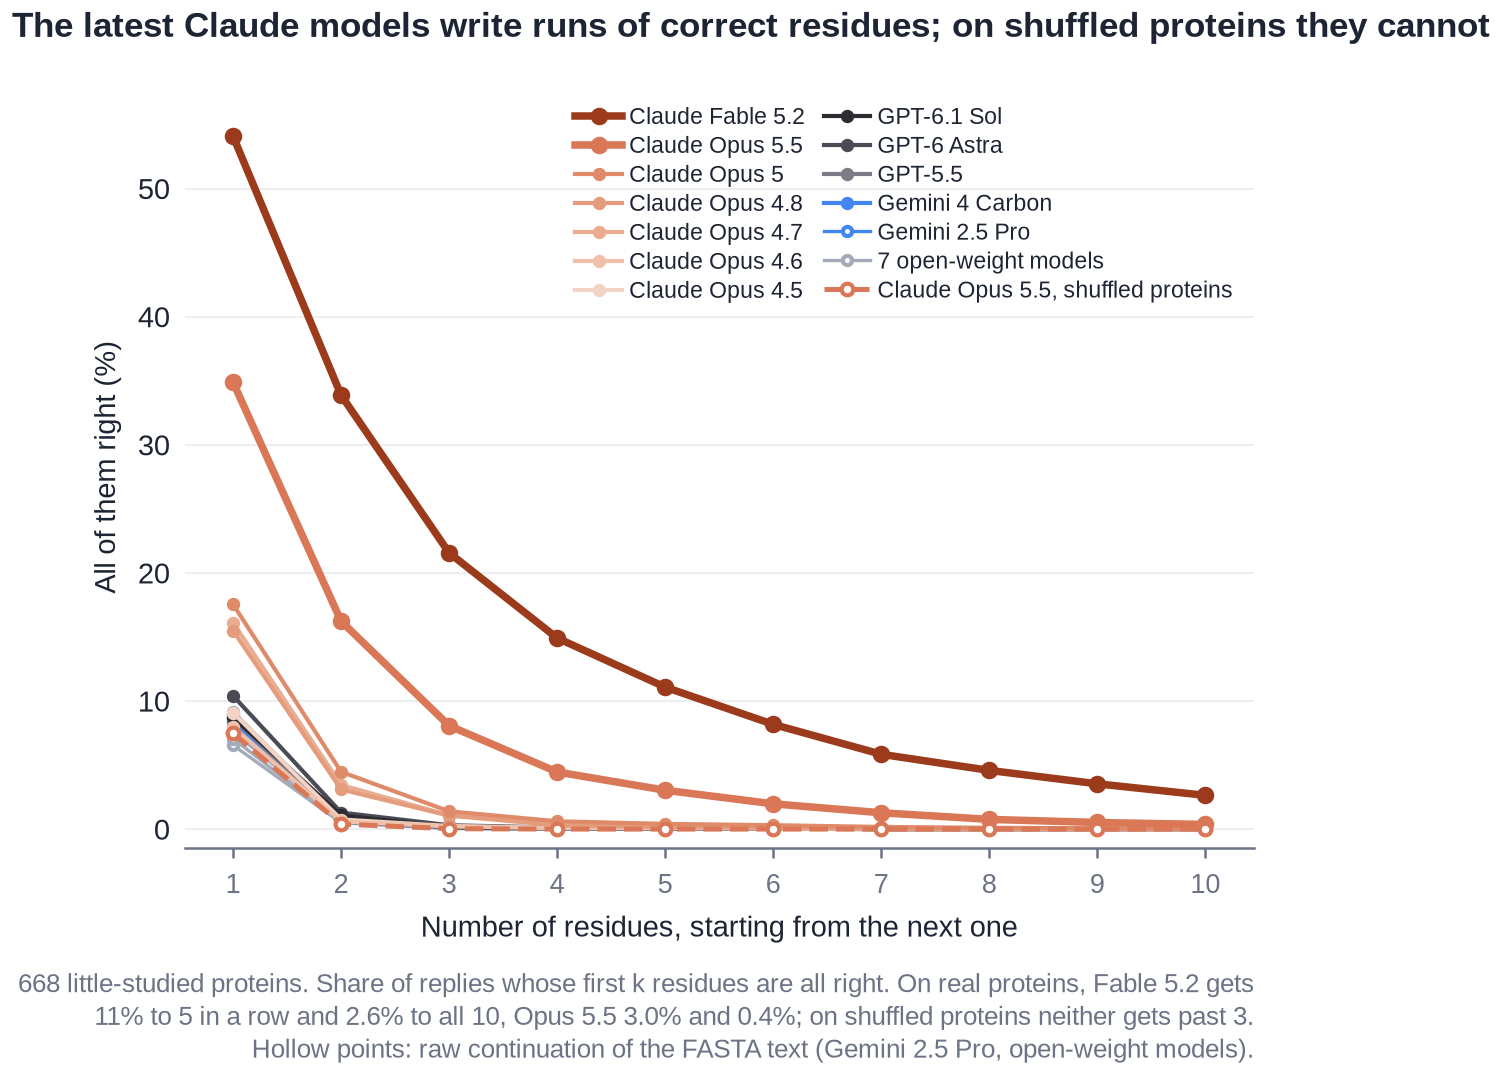 The latest Claude models write runs of correct residues; on shuffled proteins they cannot
Claude Fable 5.2
Claude Opus 5.5
Claude Opus 5
Claude Opus 4.8
Claude Opus 4.7
Claude Opus 4.6
Claude Opus 4.5
GPT-6.1 Sol
GPT-6 Astra
GPT-5.5
Gemini 4 Carbon
Gemini 2.5 Pro
7 open-weight models
Claude Opus 5.5, shuffled proteins
All of them right (%)
50
40
30
20
10
0
1 2 3 4 5 6 7 8 9 10
Number of residues, starting from the next one
668 little-studied proteins. Share of replies whose first k residues are all right. On real proteins, Fable 5.2 gets
11% to 5 in a row and 2.6% to all 10, Opus 5.5 3.0% and 0.4%; on shuffled proteins neither gets past 3.
Hollow points: raw continuation of the FASTA text (Gemini 2.5 Pro, open-weight models).